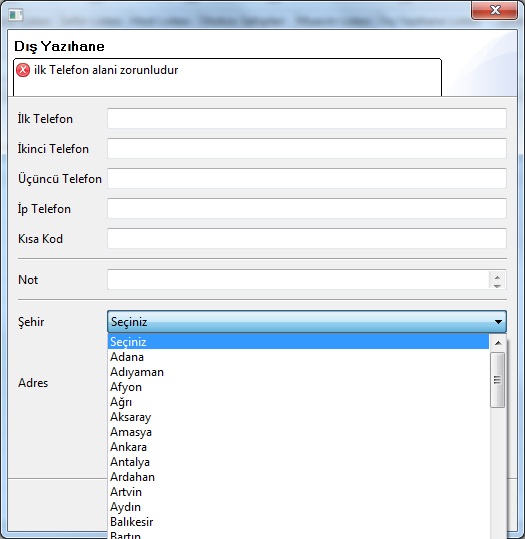 Dış Yazıhane
ilk Telefon alani zorunludur
İlk Telefon
İkinci Telefon
Üçüncü Telefon
İp Telefon
Kısa Kod
Not
Şehir
Seçiniz
Seçiniz
Adana
Adıyaman
Afyon
Ağrı
Aksaray
Amasya
Adres
Ankara
Antalya
Ardahan
Artvin
Aydın
Balıkesir
Bartın